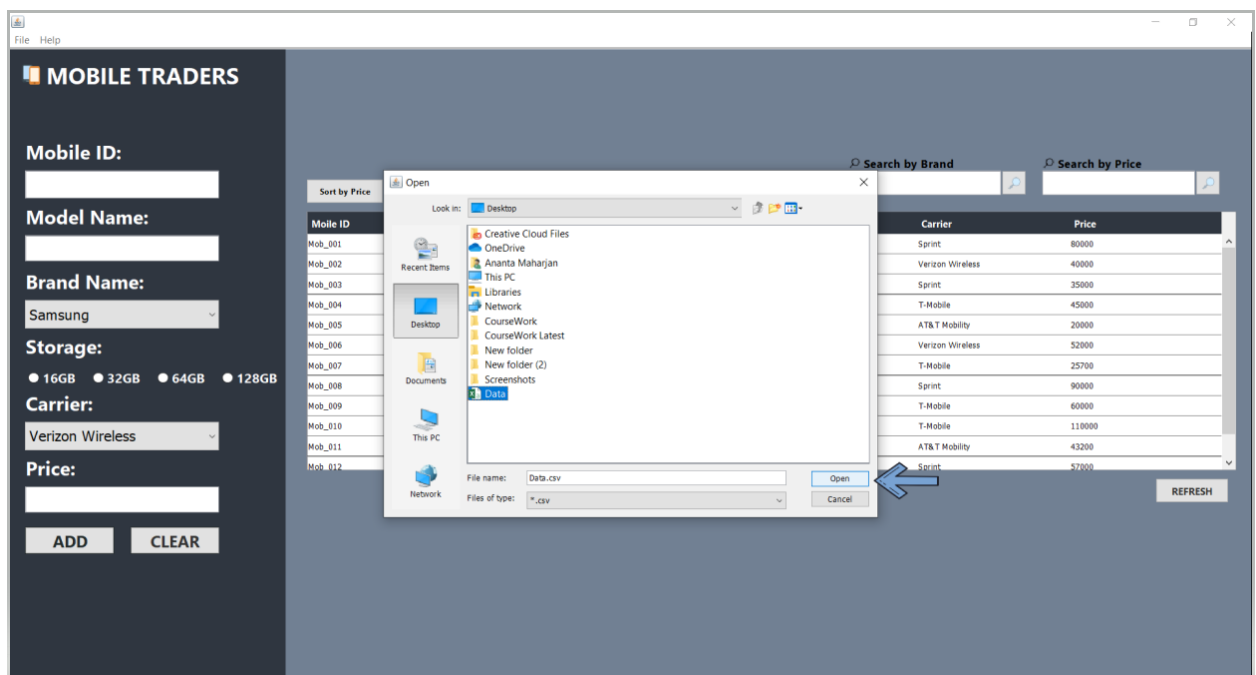 File Help
MOBILE TRADERS
Mobile ID:
Model Name:
Brand Name:
Samsung
Storage:
16GB 32GB 64GB 128GB
Carrier:
Verizon Wireless
Price:
ADD CLEAR
Search by Brand Search by Price
Sort by Price
Moile ID Carrier Price
Mob_001 Sprint 80000
Mob_002 Verizon Wireless 40000
Mob_003 Sprint 35000
Mob_004 T-Mobile 45000
Mob_005 AT&T Mobility 20000
Mob_006 Verizon Wireless 52000
Mob_007 T-Mobile 25700
Mob_008 Sprint 90000
Mob_009 T-Mobile 60000
Mob_010 T-Mobile 110000
Mob_011 AT&T Mobility 43200
Mob_012 Sprint 57000
REFRESH
Open
Look in: Desktop
Recent Items
Desktop
Documents
This PC
Network
Creative Cloud Files
OneDrive
Ananta Maharjan
This PC
Libraries
Network
CourseWork
CourseWork Latest
New folder
New folder (2)
Screenshots
Data
File name: Data.csv Open
Files of type: *.csv Cancel